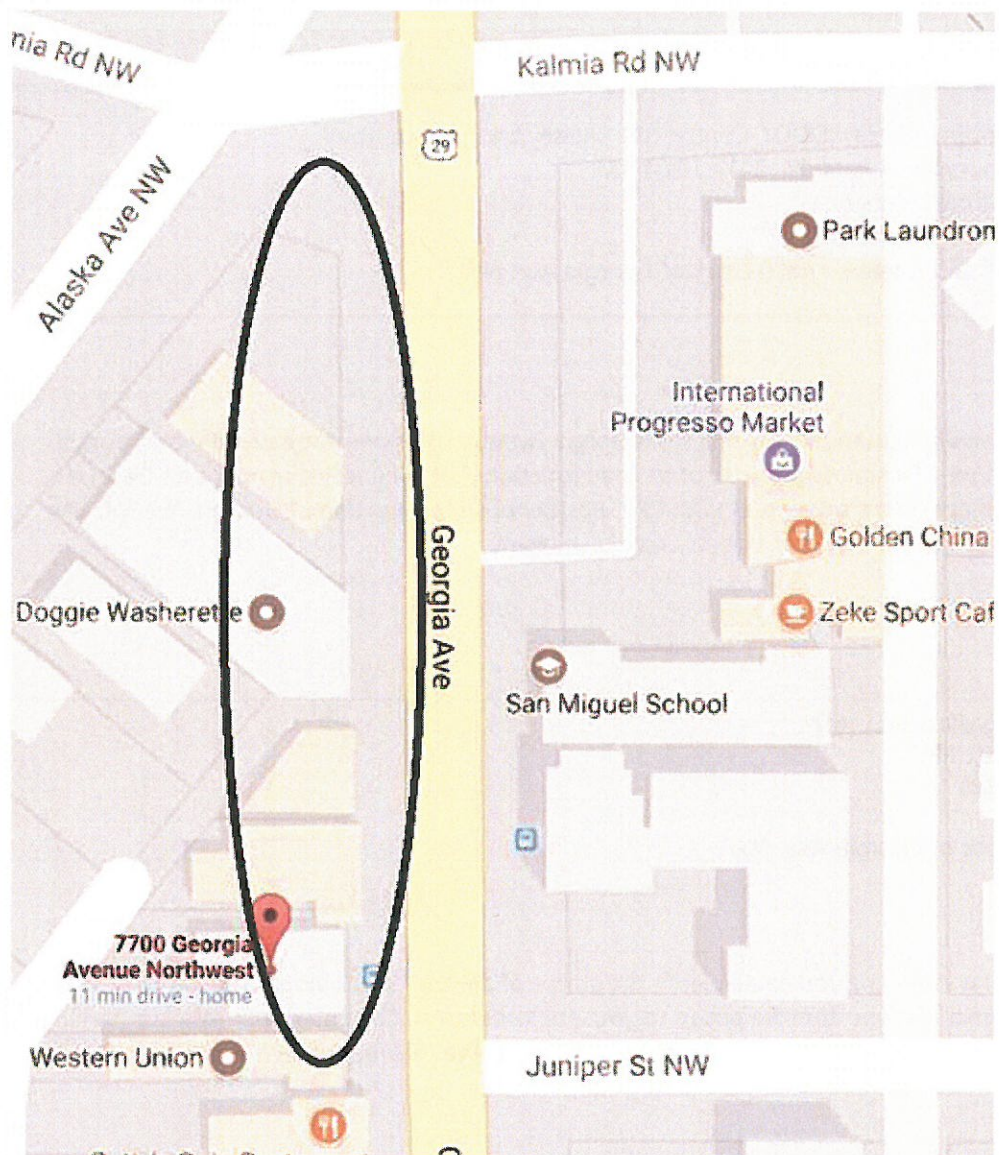 nia Rd NW
Kalmia Rd NW
29
Alaska Ave NW
Park Laundron
International
Progresso Market
Golden China
Georgia Ave
Doggie Washerette
Zeke Sport Caf
San Miguel School
7700 Georgia
Avenue Northwest
11 min drive - home
Western Union
Juniper St NW